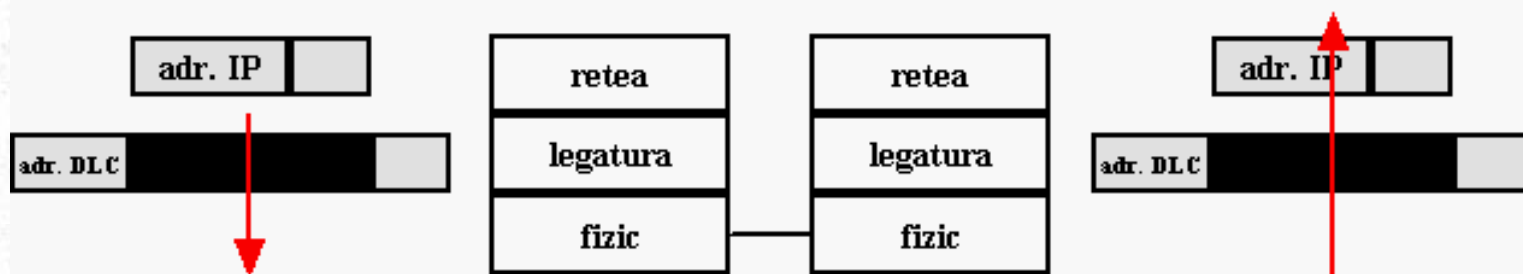 adr. IP
retea
retea
adr. IP
adr. DLC
legatura
legatura
adr. DLC
fizic
fizic